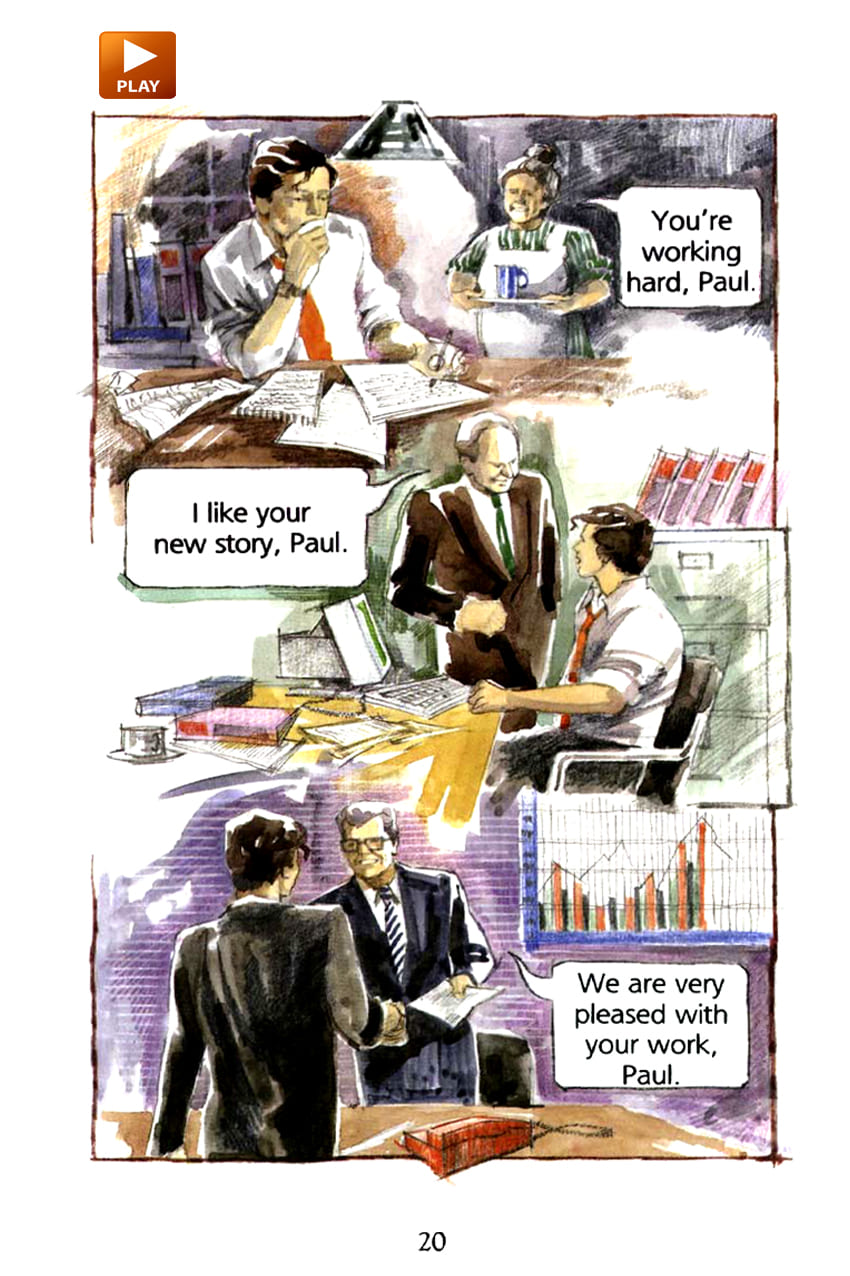 PLAY
You're
working
hard, Paul.
I like your
new story, Paul.
We are very
pleased with
your work,
Paul.
20